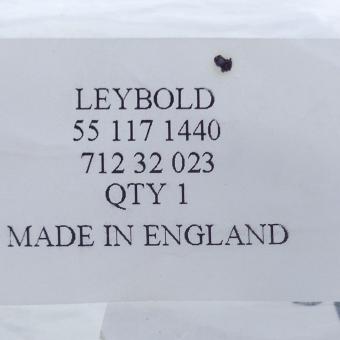 LEYBOLD
55 117 1440
712 32 023
QTY 1
MADE IN ENGLAND